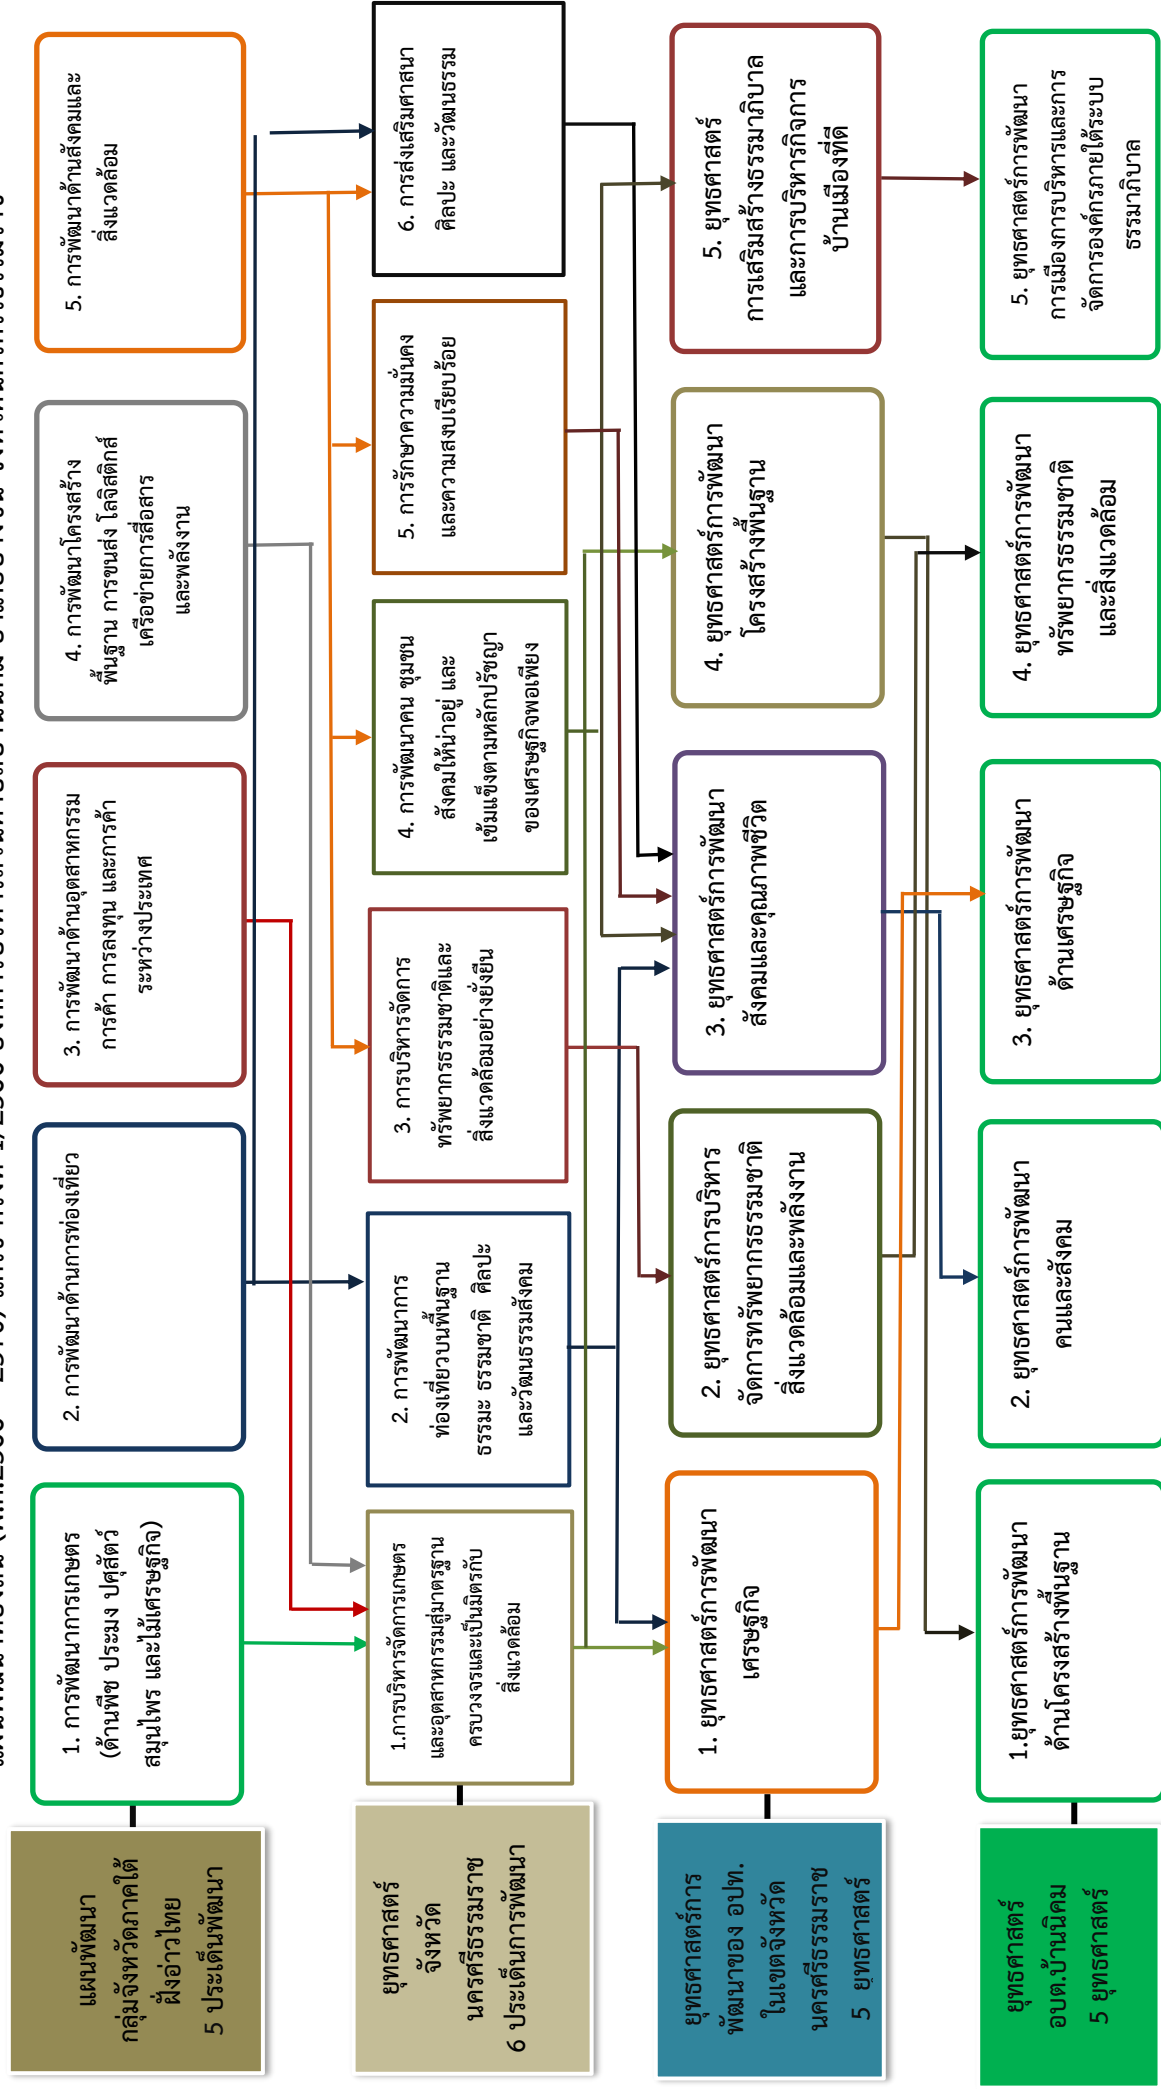 แผนพัฒนา
กลุ่มจังหวัดภาคใต้
ฝั่งอ่าวไทย
5 ประเด็นพัฒนา
1. การพัฒนาการเกษตร
(ด้านพืช ประมง ปศุสัตว์
สมุนไพร และไม้เศรษฐกิจ)
2. การพัฒนาด้านการท่องเที่ยว
3. การพัฒนาด้านอุตสาหกรรม
การค้า การลงทุน และการค้า
ระหว่างประเทศ
4. การพัฒนาโครงสร้าง
พื้นฐาน การขนส่ง โลจิสติกส์
เครือข่ายการสื่อสาร
และพลังงาน
5. การพัฒนาด้านสังคมและ
สิ่งแวดล้อม
ยุทธศาสตร์
จังหวัด
นครศรีธรรมราช
6 ประเด็นการพัฒนา
1.การบริหารจัดการเกษตร
และอุตสาหกรรมสู่มาตรฐาน
ครบวงจรและเป็นมิตรกับ
สิ่งแวดล้อม
2. การพัฒนาการ
ท่องเที่ยวบนพื้นฐาน
ธรรมะ ธรรมชาติ ศิลปะ
และวัฒนธรรมสังคม
3. การบริหารจัดการ
ทรัพยากรธรรมชาติและ
สิ่งแวดล้อมอย่างยั่งยืน
4. การพัฒนาคน ชุมชน
สังคมให้น่าอยู่ และ
เข้มแข็งตามหลักปรัชญา
ของเศรษฐกิจพอเพียง
5. การรักษาความมั่นคง
และความสงบเรียบร้อย
6. การส่งเสริมศาสนา
ศิลปะ และวัฒนธรรม
ยุทธศาสตร์การ
พัฒนาของ อปท.
ในเขตจังหวัด
นครศรีธรรมราช
5 ยุทธศาสตร์
1. ยุทธศาสตร์การพัฒนา
เศรษฐกิจ
2. ยุทธศาสตร์การบริหาร
จัดการทรัพยากรธรรมชาติ
สิ่งแวดล้อมและพลังงาน
3. ยุทธศาสตร์การพัฒนา
สังคมและคุณภาพชีวิต
4. ยุทธศาสตร์การพัฒนา
โครงสร้างพื้นฐาน
5. ยุทธศาสตร์
การเสริมสร้างธรรมาภิบาล
และการบริหารกิจการ
บ้านเมืองที่ดี
ยุทธศาสตร์
อบต.บ้านนิคม
5 ยุทธศาสตร์
1.ยุทธศาสตร์การพัฒนา
ด้านโครงสร้างพื้นฐาน
2. ยุทธศาสตร์การพัฒนา
คนและสังคม
3. ยุทธศาสตร์การพัฒนา
ด้านเศรษฐกิจ
4. ยุทธศาสตร์การพัฒนา
ทรัพยากรธรรมชาติ
และสิ่งแวดล้อม
5. ยุทธศาสตร์การพัฒนา
การเมืองการบริหารและการ
จัดการองค์กรภายใต้ระบบ
ธรรมาภิบาล